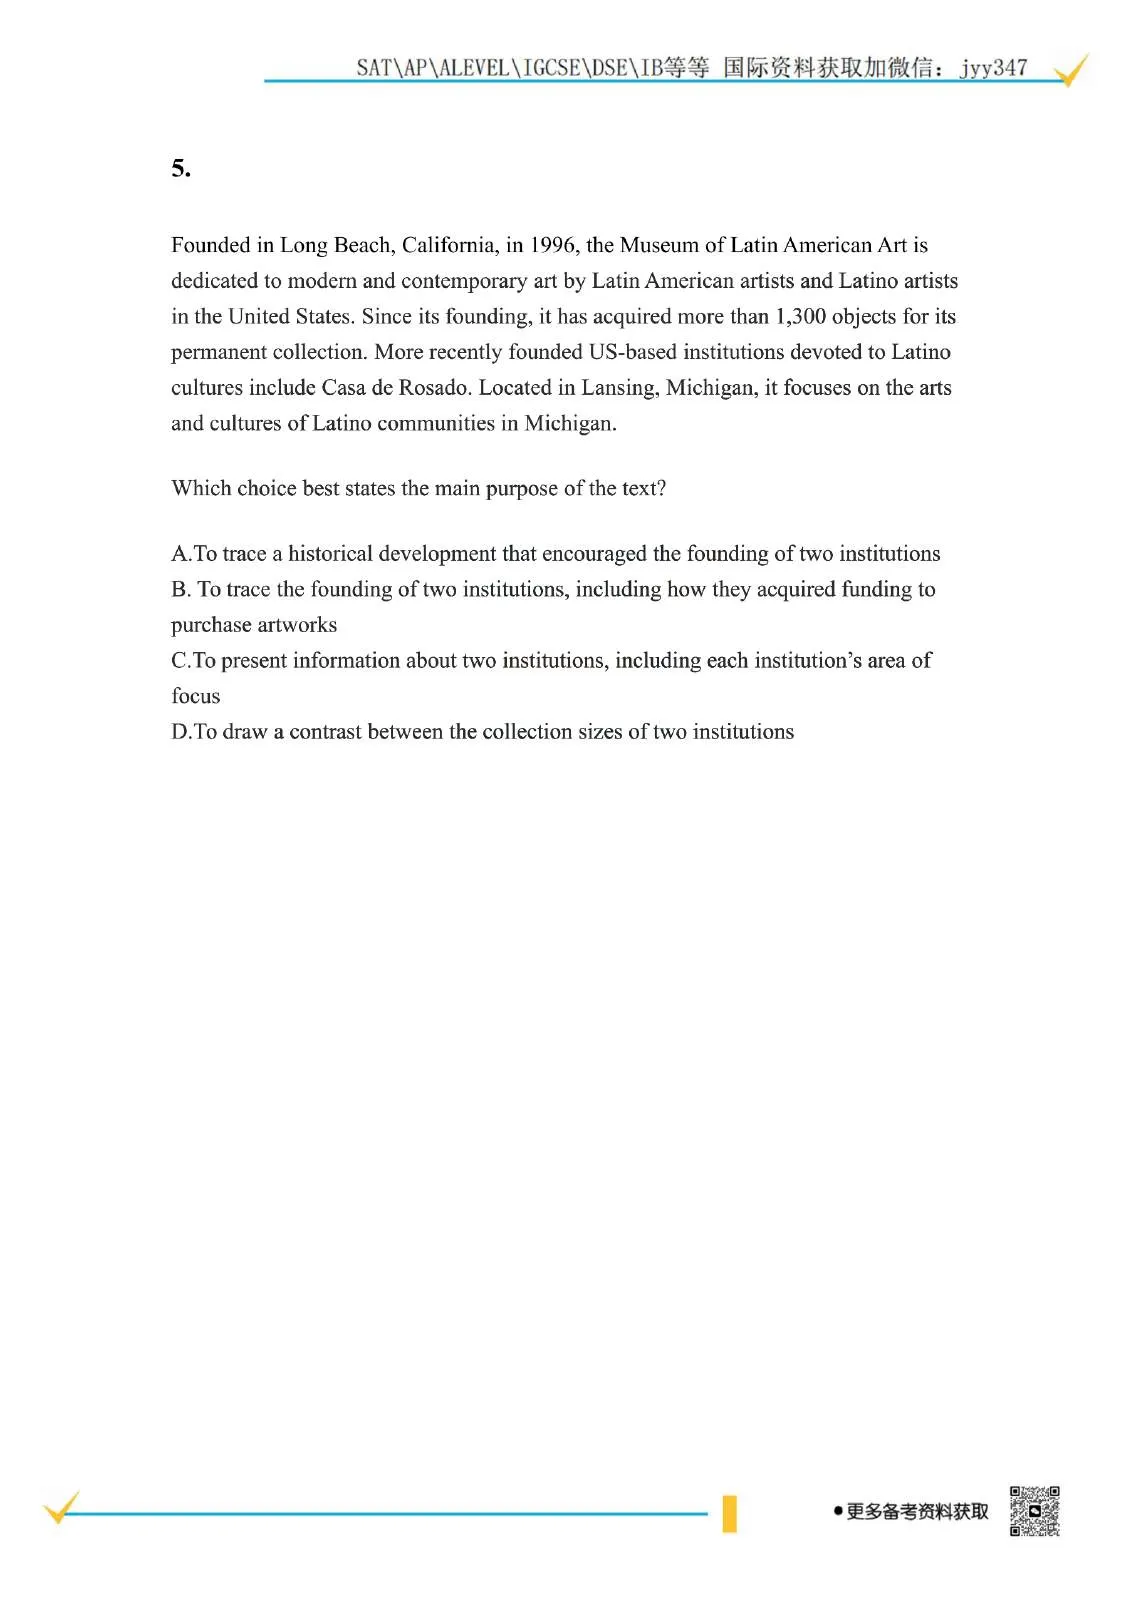 SAT\AP\ALEVEL\IGCSE\DSE\IB等等 国际资料获取加微信：jyy347
5.
Founded in Long Beach, California, in 1996, the Museum of Latin American Art is
dedicated to modern and contemporary art by Latin American artists and Latino artists
in the United States. Since its founding, it has acquired more than 1,300 objects for its
permanent collection. More recently founded US-based institutions devoted to Latino
cultures include Casa de Rosado. Located in Lansing, Michigan, it focuses on the arts
and cultures of Latino communities in Michigan.
Which choice best states the main purpose of the text?
A.To trace a historical development that encouraged the founding of two institutions
B. To trace the founding of two institutions, including how they acquired funding to
purchase artworks
C.To present information about two institutions, including each institution’s area of
focus
D.To draw a contrast between the collection sizes of two institutions
●更多备考资料获取